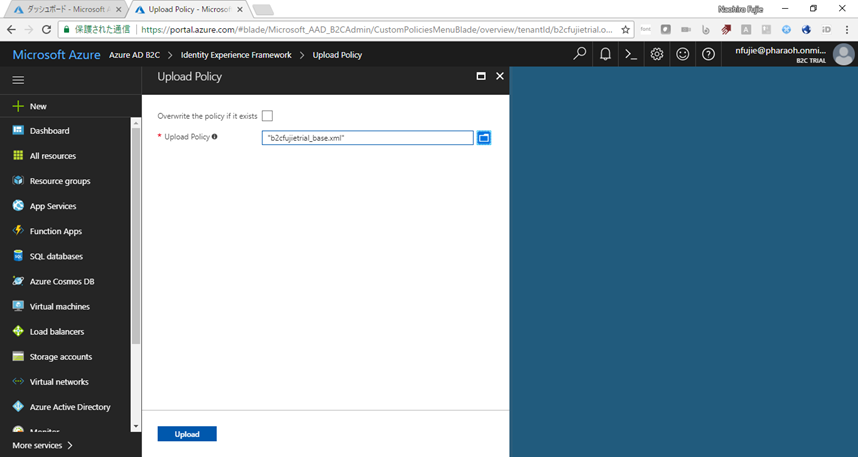 ダッシュボード - Microsoft A
Upload Policy - Microsof
Naohiro Fujie
保護された通信
https://portal.azure.com/#blade/Microsoft_AAD_B2CAdmin/CustomPoliciesMenuBlade/overview/tenantId/b2cfujietrial.o...
Microsoft Azure
Azure AD B2C > Identity Experience Framework > Upload Policy
nfujie@pharaoh.onmi...
B2C TRIAL
Upload Policy
New
Dashboard
All resources
Resource groups
App Services
Function Apps
SQL databases
Azure Cosmos DB
Virtual machines
Load balancers
Storage accounts
Virtual networks
Azure Active Directory
Monitor
More services >
Overwrite the policy if it exists
* Upload Policy
"b2cfujietrial_base.xml"
Upload